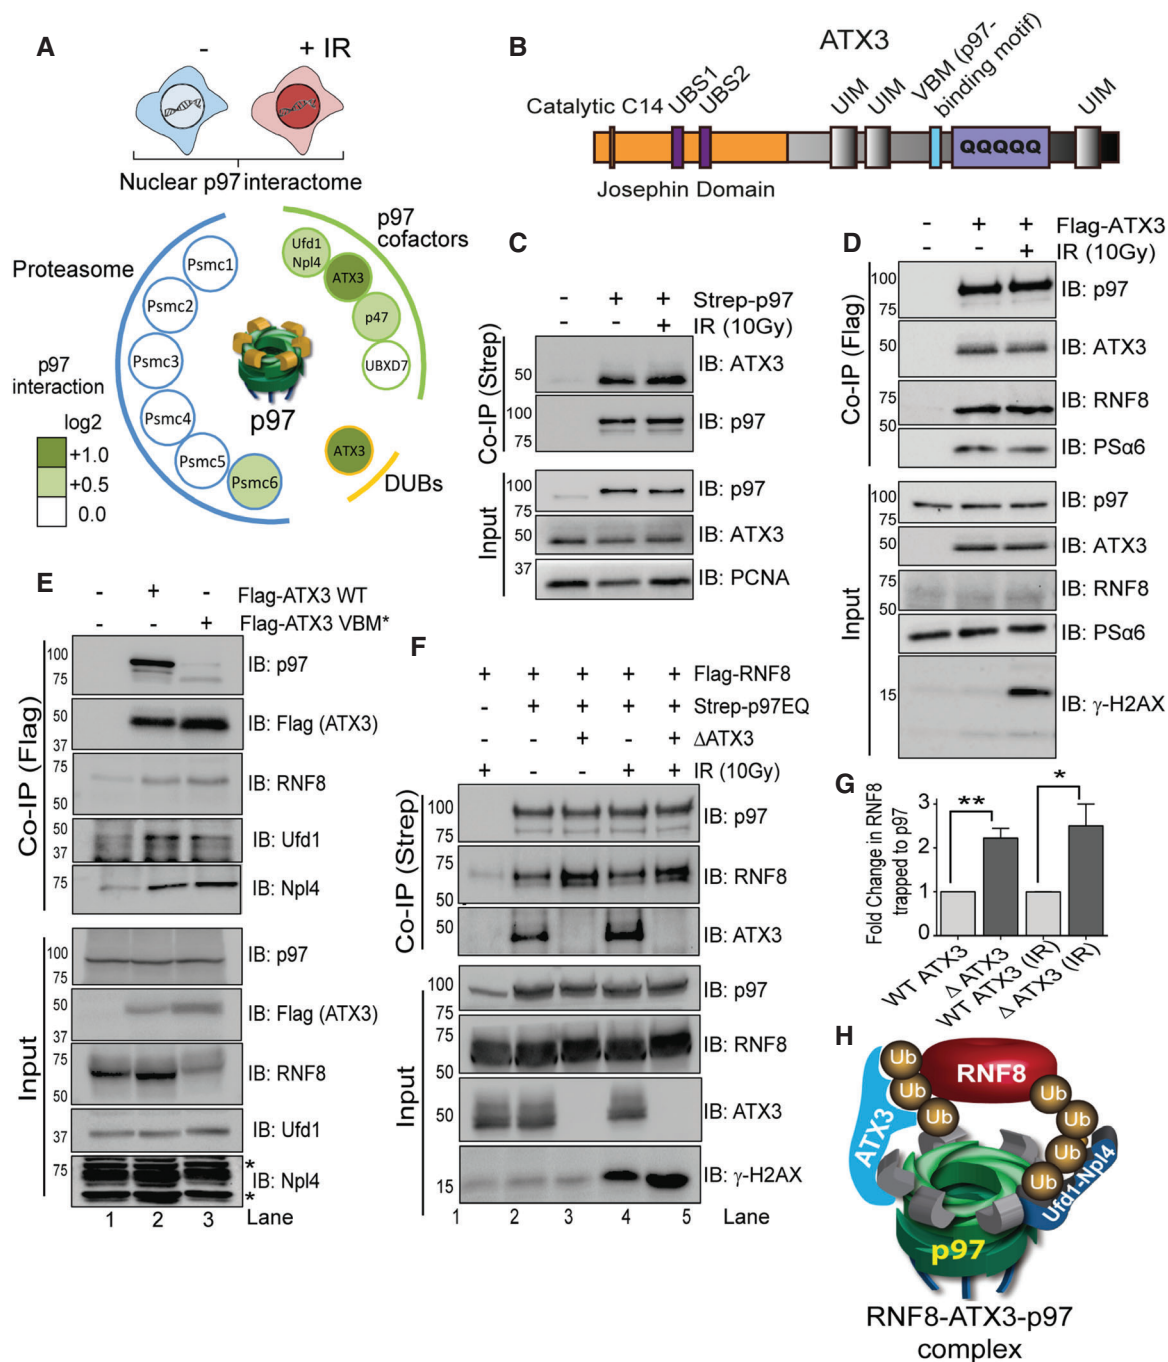 A
- + IR
Nuclear p97 interactome
Proteasome
p97
cofactors
Psmc1
Psmc2
Psmc3
Psmc4
Psmc5
Psmc6
Ufd1
Npl4
ATX3
p47
UBXD7
p97
ATX3
DUBs
p97
interaction
log2
+1.0
+0.5
0.0
B
ATX3
Catalytic C14
UBS1
UBS2
UIM
UIM
VBM (p97-
binding motif)
UIM
QQQQQ
Josephin Domain
C
- + + Strep-p97
- - + IR (10Gy)
Co-IP (Strep)
50 IB: ATX3
100 IB: p97
75
Input
100 IB: p97
75
50 IB: ATX3
37 IB: PCNA
D
- + + Flag-ATX3
- - + IR (10Gy)
Co-IP (Flag)
100 IB: p97
75
50 IB: ATX3
75 IB: RNF8
50 IB: PSα6
Input
100 IB: p97
75
50 IB: ATX3
75 IB: RNF8
50
IB: PSα6
15 IB: γ-H2AX
E
- + - Flag-ATX3 WT
- - + Flag-ATX3 VBM*
Co-IP (Flag)
100 IB: p97
75
50 IB: Flag (ATX3)
37
75 IB: RNF8
50
50 IB: Ufd1
37
75 IB: Npl4
Input
100 IB: p97
75
50 IB: Flag (ATX3)
37
75 IB: RNF8
50
37 IB: Ufd1
75 * IB: Npl4
*
1 2 3 Lane
F
+ + + + + Flag-RNF8
- + + + + Strep-p97EQ
- - + - + ΔATX3
+ - - + + IR (10Gy)
Co-IP (Strep)
100 IB: p97
75
75 IB: RNF8
50
50 IB: ATX3
Input
100 IB: p97
75
75 IB: RNF8
50
50 IB: ATX3
15 IB: γ-H2AX
1 2 3 4 5 Lane
G
Fold Change in RNF8
trapped to p97
3
2
1
0
**
*
WT ATX3
Δ ATX3
WT ATX3 (IR)
Δ ATX3 (IR)
H
Ub
Ub
Ub
RNF8
Ub
Ub
Ub
Ub
ATX3
Ufd1-Npl4
p97
RNF8-ATX3-p97
complex